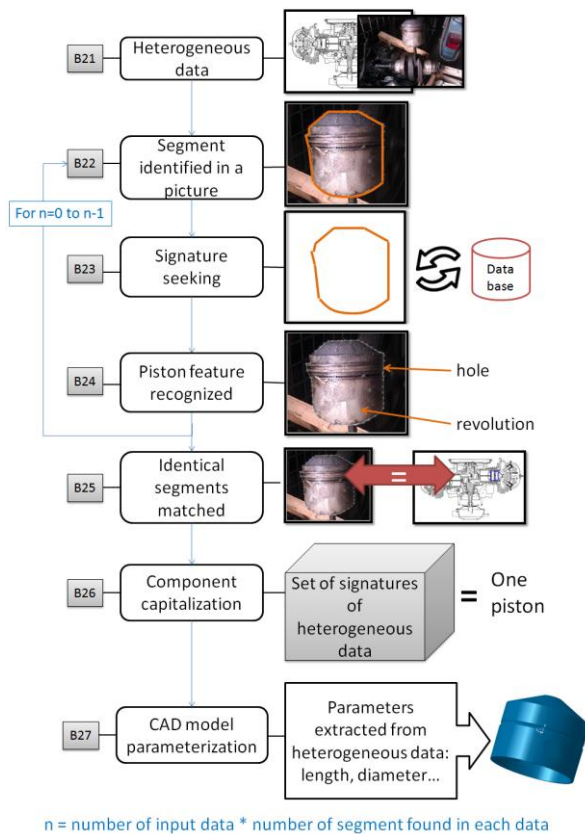 B21
Heterogeneous
data
B22
Segment
identified in a
picture
For n=0 to n-1
B23
Signature
seeking
Data
base
B24
Piston feature
recognized
hole
revolution
B25
Identical
segments
matched
=
B26
Component
capitalization
Set of signatures
of
heterogeneous
data
= One
piston
B27
CAD model
parameterization
Parameters
extracted from
heterogeneous data:
length, diameter...
n = number of input data * number of segment found in each data